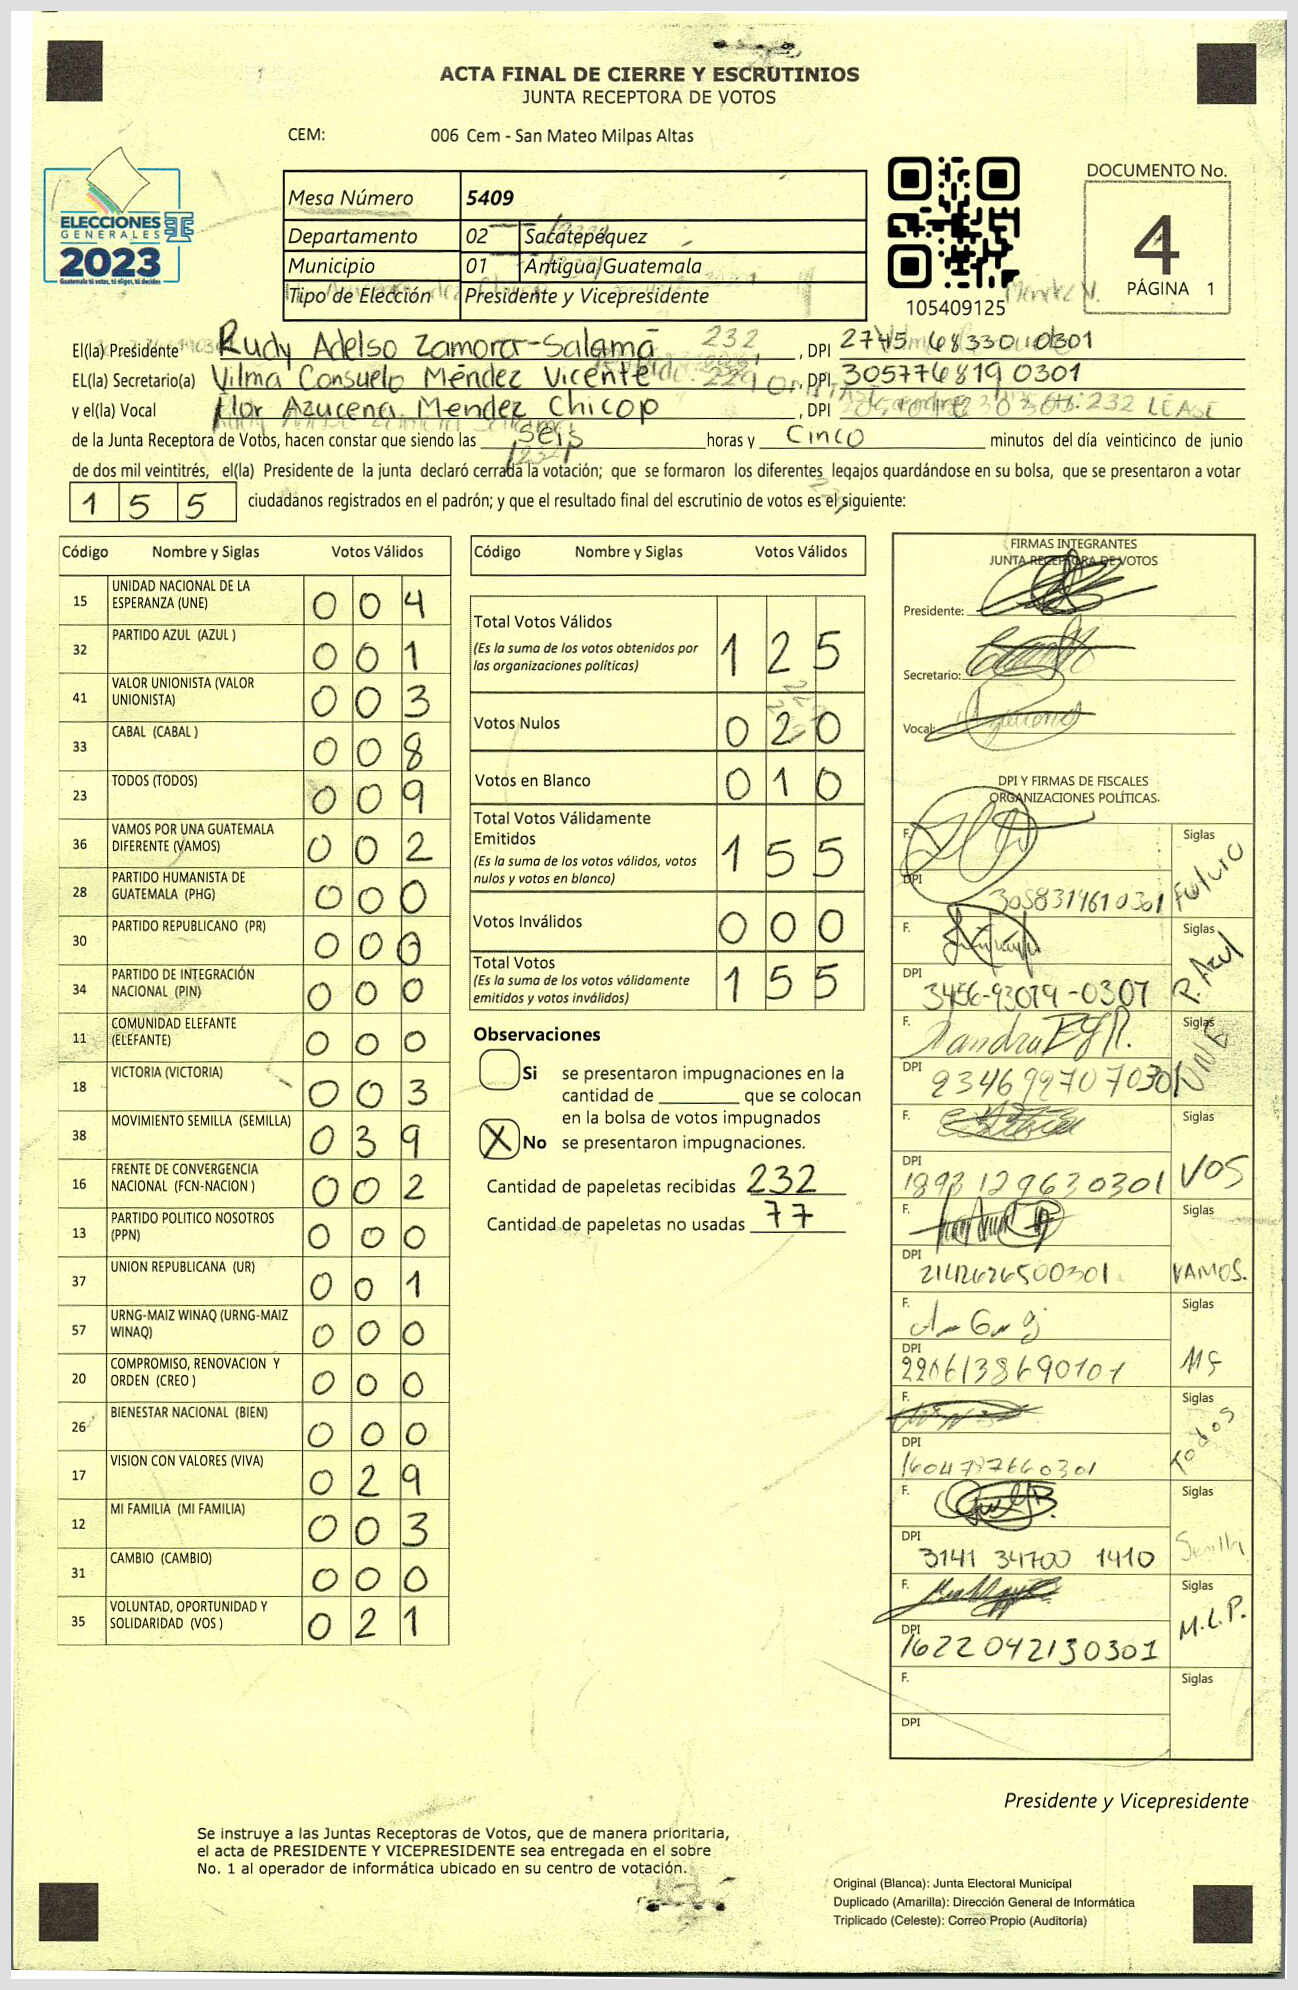 ACTA FINAL DE CIERRE Y ESCRUTINIOS
JUNTA RECEPTORA DE VOTOS
CEM: 006 Cem - San Mateo Milpas Altas
ELECCIONES
GENERALES
2023
Guatemala tú votas, tú eliges, tú decides
Mesa Número 5409
Departamento 02 Sacatepéquez
Municipio 01 Antigua Guatemala
Tipo de Elección Presidente y Vicepresidente
105409125
DOCUMENTO No.
4
PÁGINA 1
El(la) Presidente Rudy Adelso Zamora Salamá 232 , DPI 2745 68330 0301
EL(la) Secretario(a) Vilma Consuelo Méndez Vicente , DPI 305776819 0301
y el(la) Vocal Flor Azucena Mendez Chicop , DPI 232 LEASE
de la Junta Receptora de Votos, hacen constar que siendo las seis horas y cinco minutos del día veinticinco de junio
de dos mil veintitrés, el(la) Presidente de la junta declaró cerrada la votación; que se formaron los diferentes legajos quardándose en su bolsa, que se presentaron a votar
155 ciudadanos registrados en el padrón; y que el resultado final del escrutinio de votos es el siguiente:
Código Nombre y Siglas Votos Válidos
15 UNIDAD NACIONAL DE LA ESPERANZA (UNE) 0 0 4
32 PARTIDO AZUL (AZUL ) 0 0 1
41 VALOR UNIONISTA (VALOR UNIONISTA) 0 0 3
33 CABAL (CABAL ) 0 0 8
23 TODOS (TODOS) 0 0 9
36 VAMOS POR UNA GUATEMALA DIFERENTE (VAMOS) 0 0 2
28 PARTIDO HUMANISTA DE GUATEMALA (PHG) 0 0 0
30 PARTIDO REPUBLICANO (PR) 0 0 0
34 PARTIDO DE INTEGRACIÓN NACIONAL (PIN) 0 0 0
11 COMUNIDAD ELEFANTE (ELEFANTE) 0 0 0
18 VICTORIA (VICTORIA) 0 0 3
38 MOVIMIENTO SEMILLA (SEMILLA) 0 3 9
16 FRENTE DE CONVERGENCIA NACIONAL (FCN-NACION ) 0 0 2
13 PARTIDO POLITICO NOSOTROS (PPN) 0 0 0
37 UNION REPUBLICANA (UR) 0 0 1
57 URNG-MAIZ WINAQ (URNG-MAIZ WINAQ) 0 0 0
20 COMPROMISO, RENOVACION Y ORDEN (CREO ) 0 0 0
26 BIENESTAR NACIONAL (BIEN) 0 0 0
17 VISION CON VALORES (VIVA) 0 2 9
12 MI FAMILIA (MI FAMILIA) 0 0 3
31 CAMBIO (CAMBIO) 0 0 0
35 VOLUNTAD, OPORTUNIDAD Y SOLIDARIDAD (VOS ) 0 2 1
Código Nombre y Siglas Votos Válidos
Total Votos Válidos 1 2 5
(Es la suma de los votos obtenidos por
las organizaciones políticas)
Votos Nulos 0 2 0
Votos en Blanco 0 1 0
Total Votos Válidamente
Emitidos 1 5 5
(Es la suma de los votos válidos, votos
nulos y votos en blanco)
Votos Inválidos 0 0 0
Total Votos 1 5 5
(Es la suma de los votos válidamente
emitidos y votos inválidos)
Observaciones
Si se presentaron impugnaciones en la
cantidad de ________ que se colocan
en la bolsa de votos impugnados
X No se presentaron impugnaciones.
Cantidad de papeletas recibidas 232
Cantidad de papeletas no usadas 77
FIRMAS INTEGRANTES
JUNTA RECEPTORA DE VOTOS
Presidente:
Secretario:
Vocal:
DPI Y FIRMAS DE FISCALES
ORGANIZACIONES POLÍTICAS.
F. Siglas
DPI 3058314610301 Futuro
F. Siglas
DPI 3456-93079-0307 P. Azul
F. Siglas
DPI 2346997070301 UNE
F. Siglas
DPI 1893 129630301 VOS
F. Siglas
DPI 2142626500301 VAMOS.
F. Siglas
DPI 2206138690101 MF
F. Siglas
DPI 1604797660301 Todos
F. Siglas
DPI 3141 34700 1410 Semilla
F. Siglas
DPI 1622042130301 M.L.P.
F. Siglas
DPI
Presidente y Vicepresidente
Se instruye a las Juntas Receptoras de Votos, que de manera prioritaria,
el acta de PRESIDENTE Y VICEPRESIDENTE sea entregada en el sobre
No. 1 al operador de informática ubicado en su centro de votación.
Original (Blanca): Junta Electoral Municipal
Duplicado (Amarilla): Dirección General de Informática
Triplicado (Celeste): Correo Propio (Auditoría)